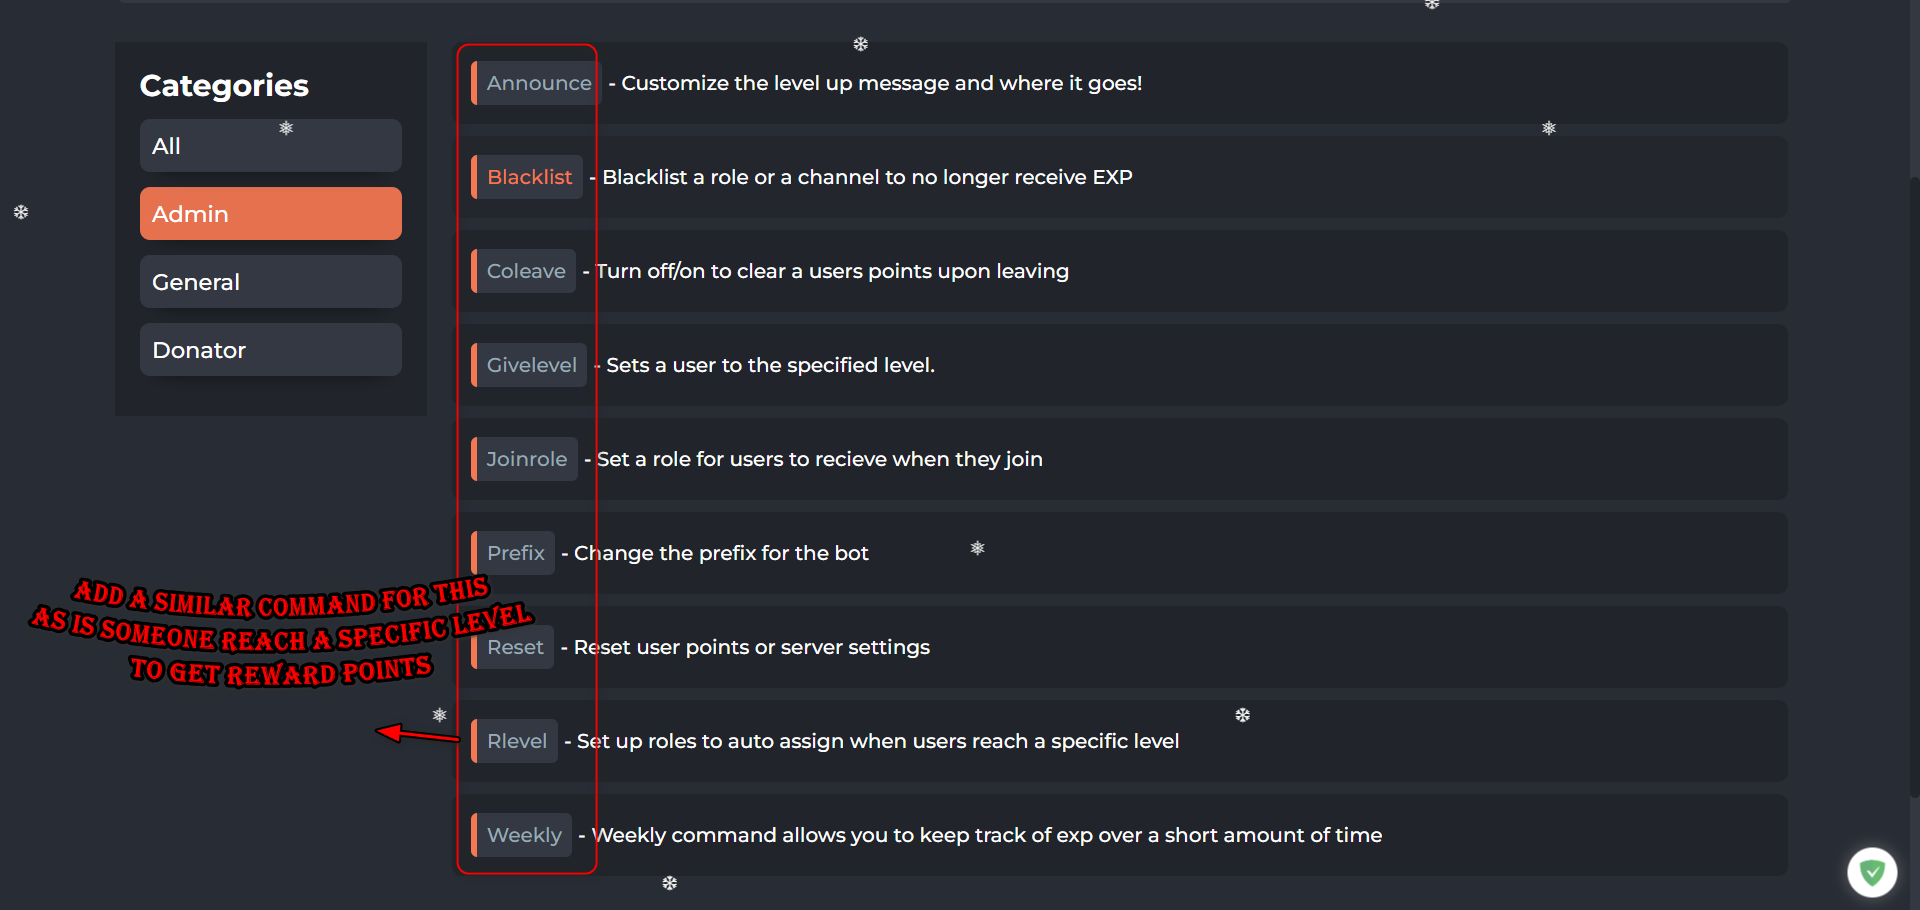 Categories
All
Admin
General
Donator
Announce - Customize the level up message and where it goes!
Blacklist - Blacklist a role or a channel to no longer receive EXP
Coleave - Turn off/on to clear a users points upon leaving
Givelevel - Sets a user to the specified level.
Joinrole - Set a role for users to recieve when they join
Prefix - Change the prefix for the bot
Reset - Reset user points or server settings
Rlevel - Set up roles to auto assign when users reach a specific level
Weekly - Weekly command allows you to keep track of exp over a short amount of time
ADD A SIMILAR COMMAND FOR THIS
AS IS SOMEONE REACH A SPECIFIC LEVEL
TO GET REWARD POINTS